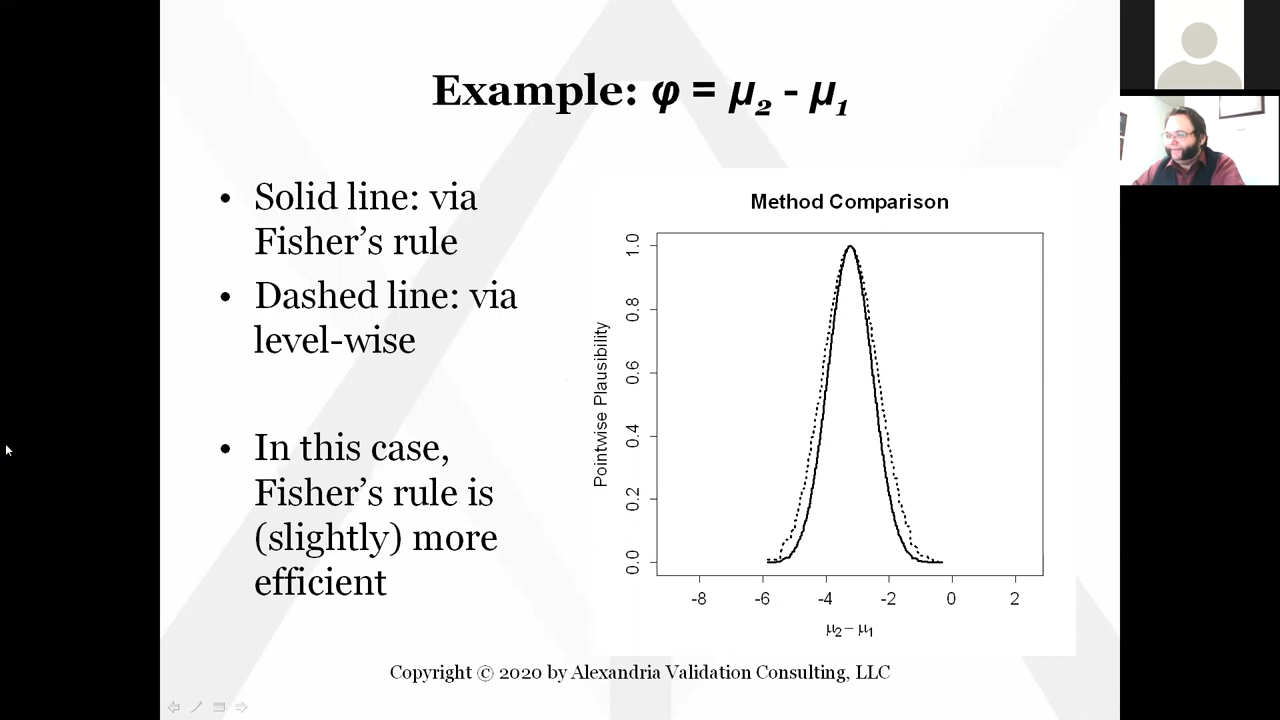 Example: φ = μ2 - μ1
• Solid line: via
Fisher’s rule
• Dashed line: via
level-wise
• In this case,
Fisher’s rule is
(slightly) more
efficient
Method Comparison
Pointwise Plausibility
1.0
0.8
0.6
0.4
0.2
0.0
-8 -6 -4 -2 0 2
μ2 – μ1
Copyright © 2020 by Alexandria Validation Consulting, LLC